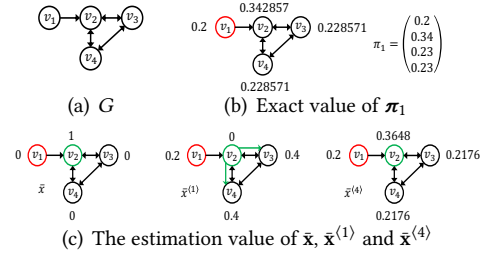 v₁ v₂ v₃
v₄
(a) G
0.342857
0.2 v₁ v₂ v₃ 0.228571
v₄
0.228571
π₁ = (0.2
0.34
0.23
0.23)
(b) Exact value of π₁
1
0 v₁ v₂ v₃ 0
x̄ v₄
0
0
0.2 v₁ v₂ v₃ 0.4
x̄⁽¹⁾ v₄
0.4
0.3648
0.2 v₁ v₂ v₃ 0.2176
x̄⁽⁴⁾ v₄
0.2176
(c) The estimation value of x̄, x̄⟨1⟩ and x̄⟨4⟩